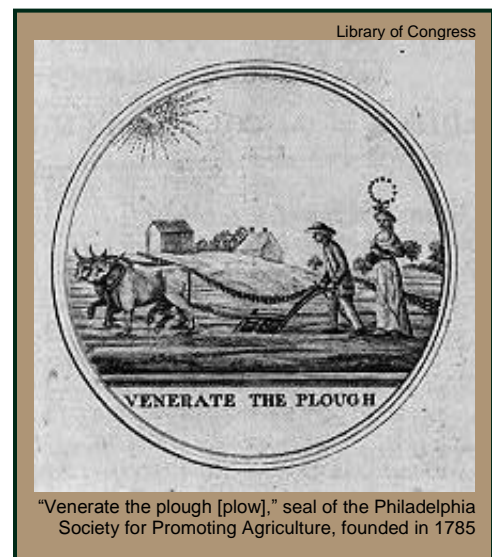 Library of Congress
VENERATE THE PLOUGH
“Venerate the plough [plow],” seal of the Philadelphia
Society for Promoting Agriculture, founded in 1785